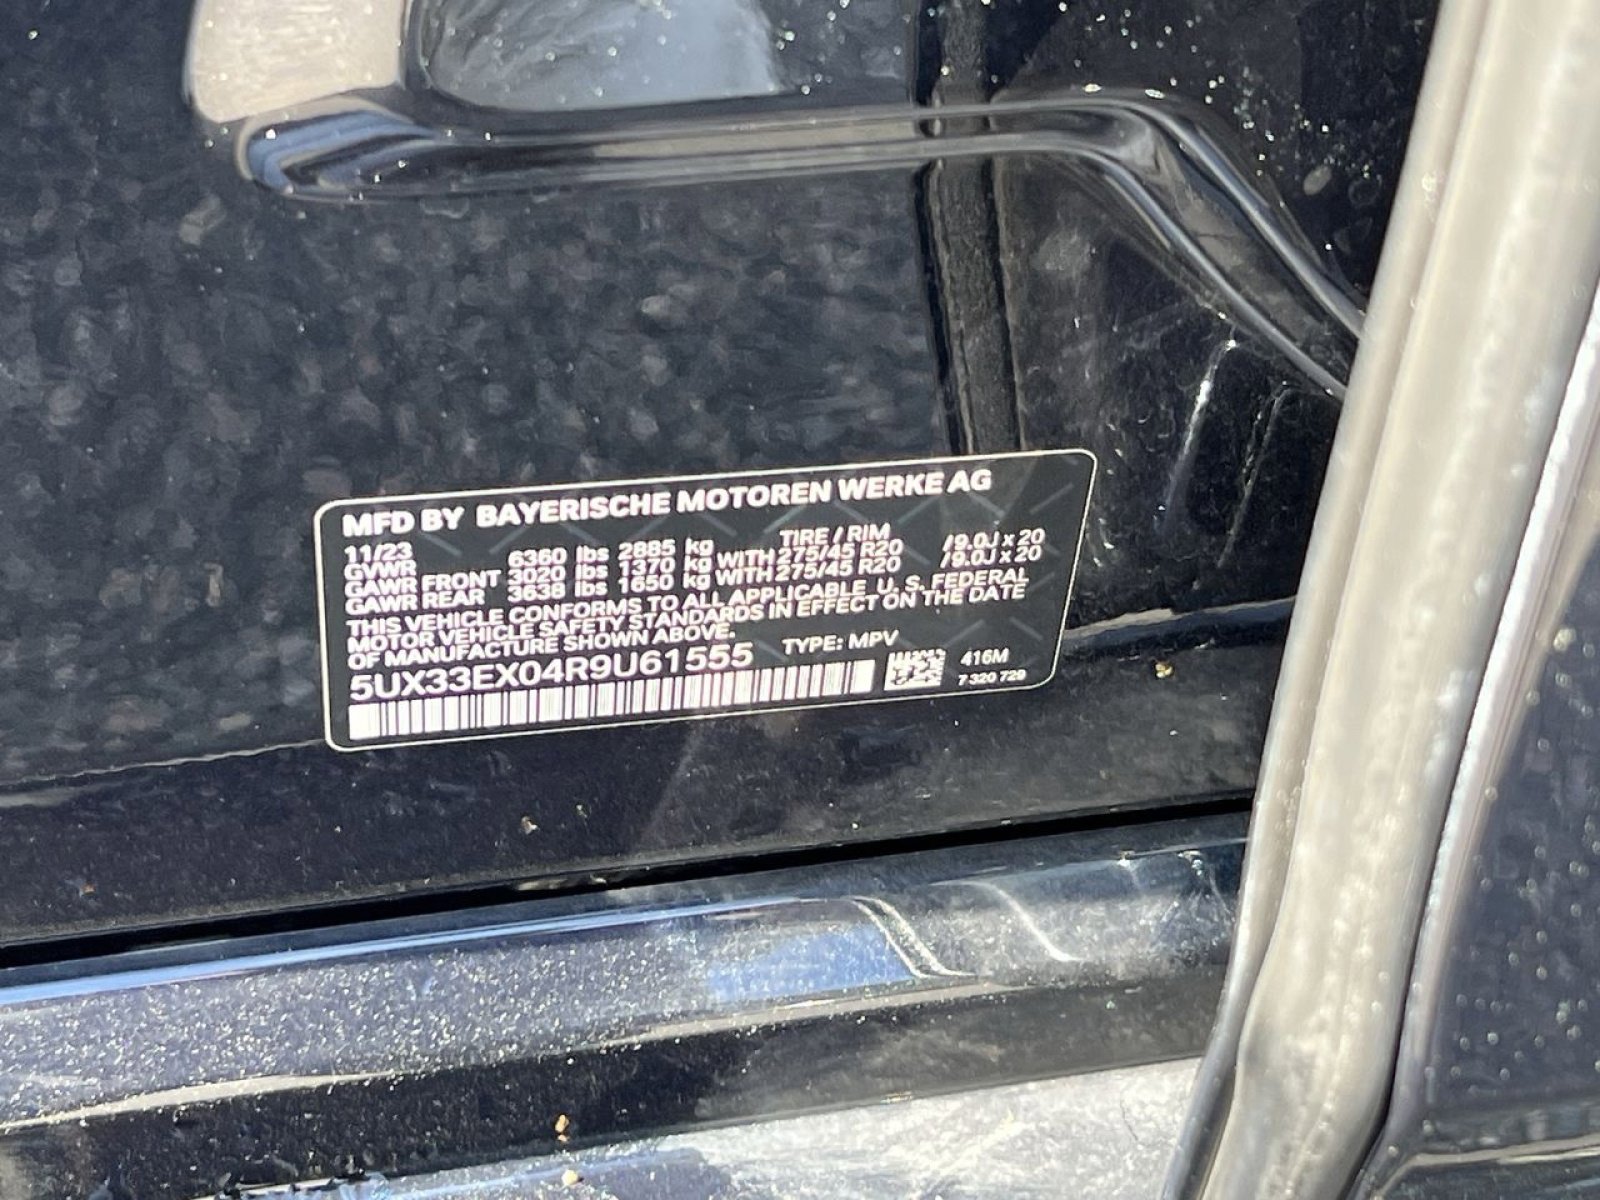 MFD BY BAYERISCHE MOTOREN WERKE AG
11/23 TIRE / RIM
GVWR 6360 lbs 2885 kg
GAWR FRONT 3020 lbs 1370 kg WITH 275/45 R20 /9.0J x 20
GAWR REAR 3638 lbs 1650 kg WITH 275/45 R20 /9.0J x 20
THIS VEHICLE CONFORMS TO ALL APPLICABLE U. S. FEDERAL
MOTOR VEHICLE SAFETY STANDARDS IN EFFECT ON THE DATE
OF MANUFACTURE SHOWN ABOVE.
5UX33EX04R9U61555 TYPE: MPV
416M
7 320 729